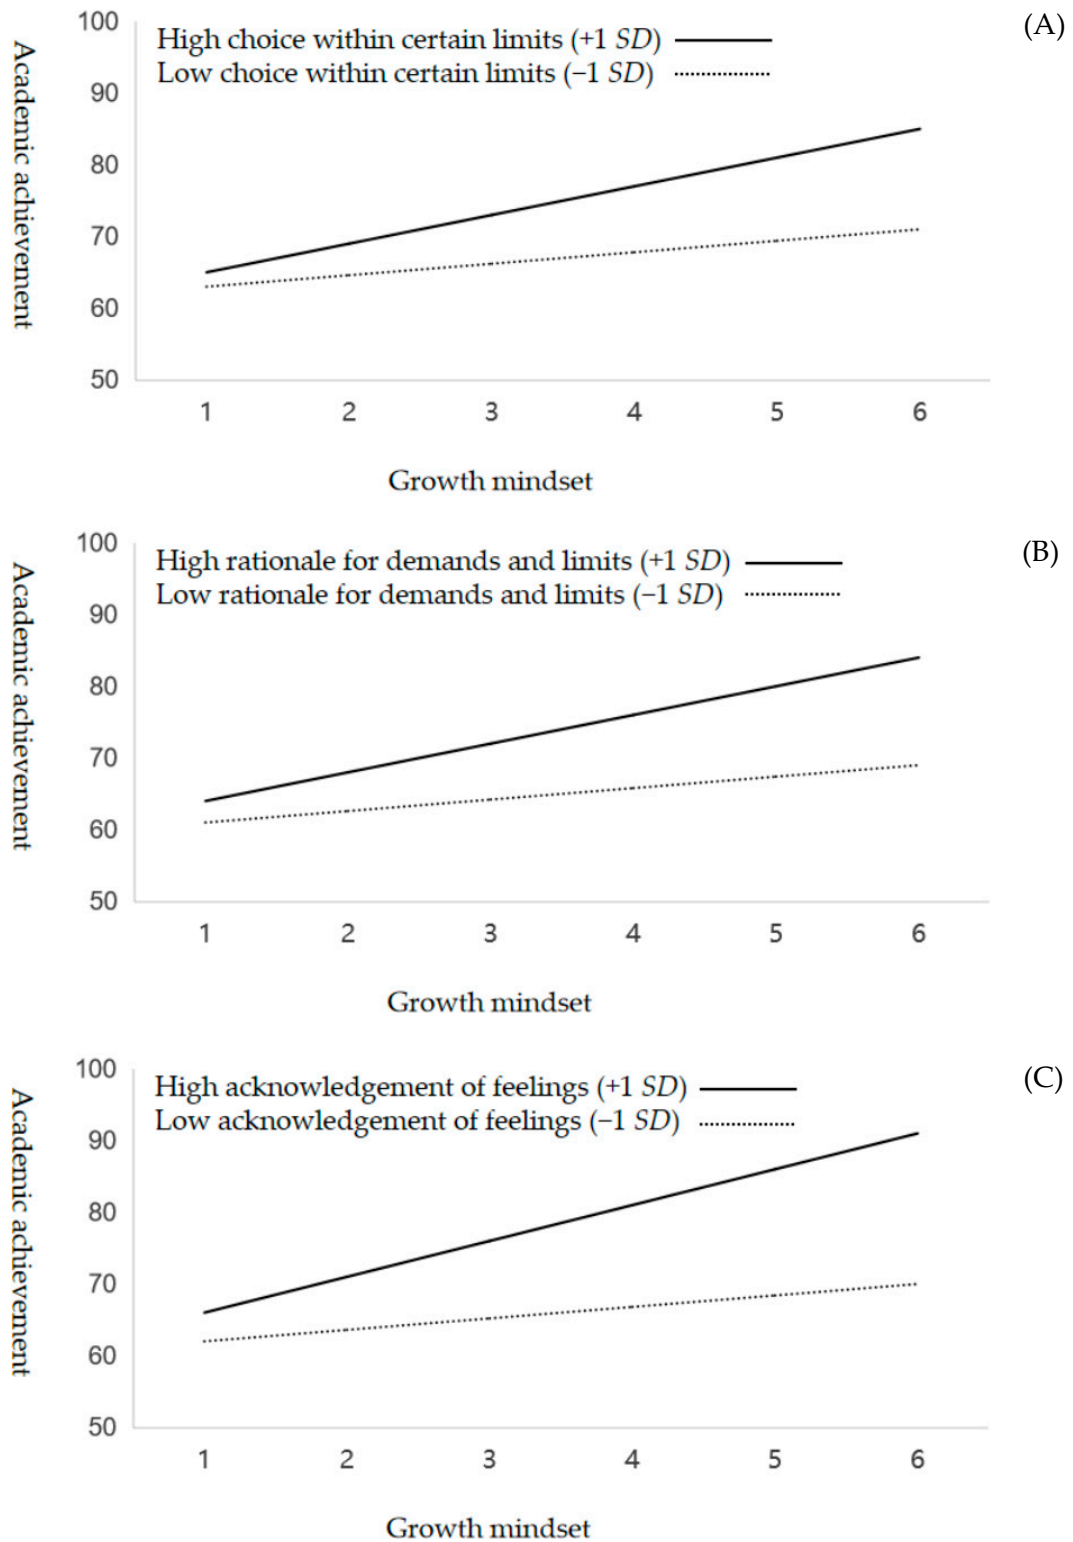 (A)
Academic achievement
100
90
80
70
60
50
High choice within certain limits (+1 SD)
Low choice within certain limits (−1 SD)
1 2 3 4 5 6
Growth mindset
(B)
Academic achievement
100
90
80
70
60
50
High rationale for demands and limits (+1 SD)
Low rationale for demands and limits (−1 SD)
1 2 3 4 5 6
Growth mindset
(C)
Academic achievement
100
90
80
70
60
50
High acknowledgement of feelings (+1 SD)
Low acknowledgement of feelings (−1 SD)
1 2 3 4 5 6
Growth mindset